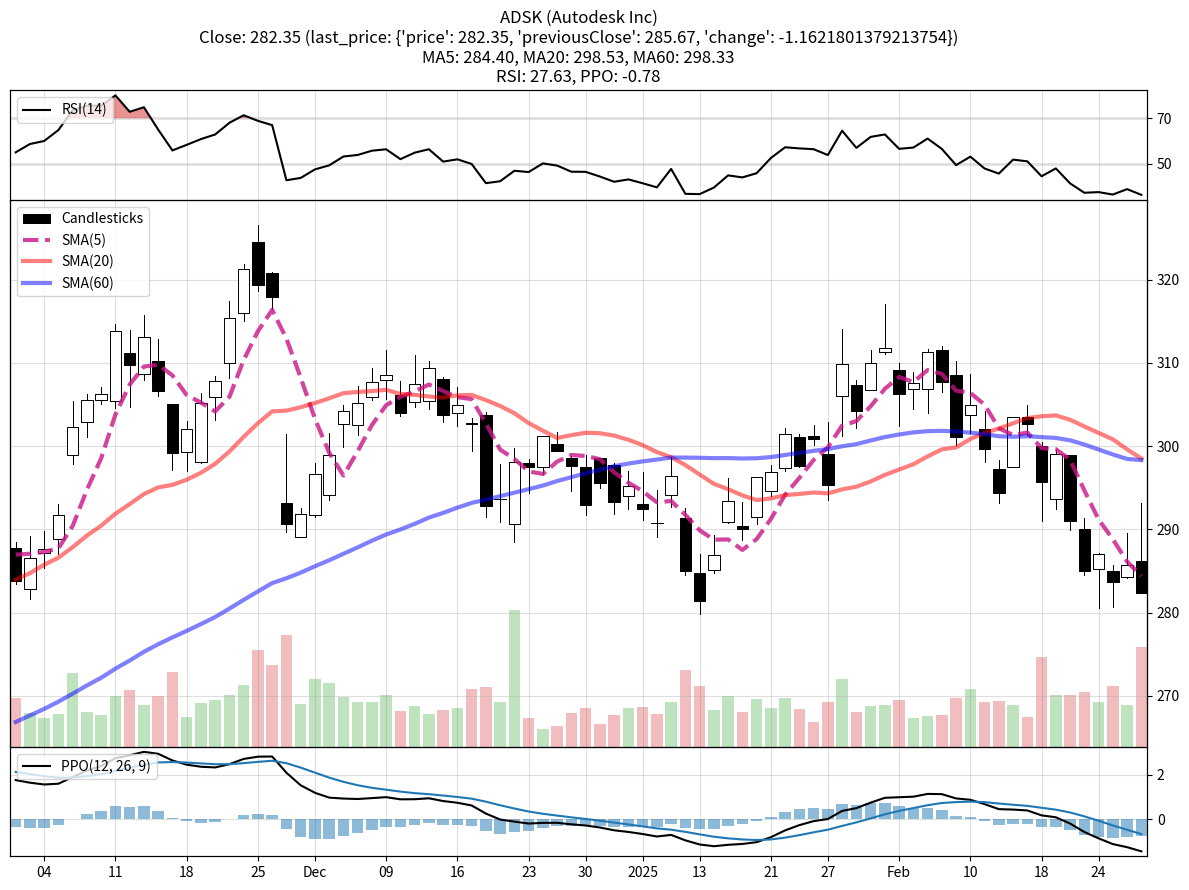 ADSK (Autodesk Inc)
Close: 282.35 (last_price: {'price': 282.35, 'previousClose': 285.67, 'change': -1.1621801379213754})
MA5: 284.40, MA20: 298.53, MA60: 298.33
RSI: 27.63, PPO: -0.78
RSI(14)
70
50
Candlesticks
SMA(5)
SMA(20)
SMA(60)
320
310
300
290
280
270
PPO(12, 26, 9)
2
0
04 11 18 25 Dec 09 16 23 30 2025 13 21 27 Feb 10 18 24